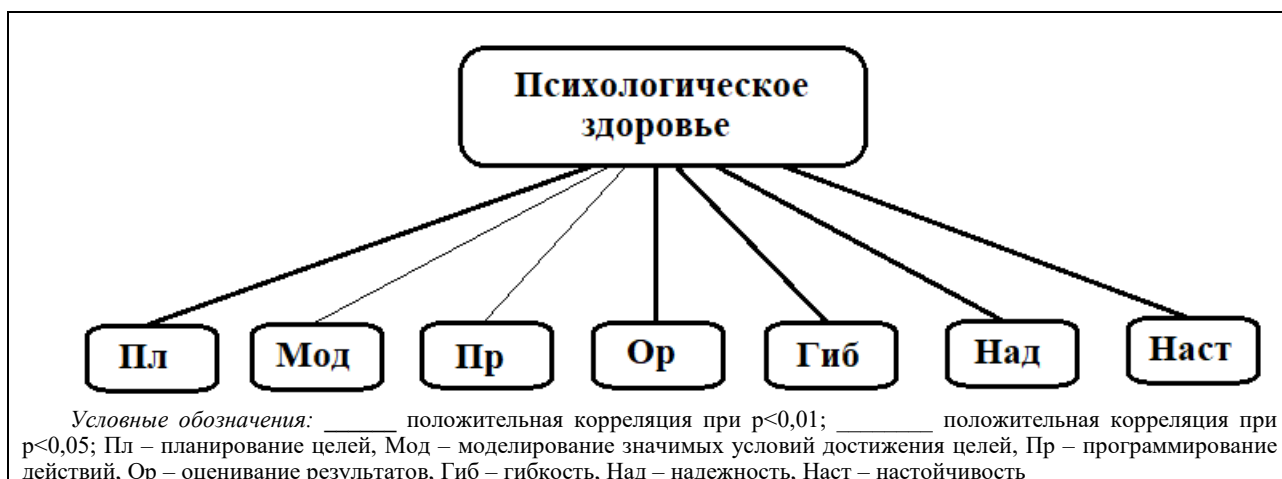 Психологическое
здоровье
Пл Мод Пр Ор Гиб Над Наст
Условные обозначения: ______ положительная корреляция при p<0,01; ________ положительная корреляция при
p<0,05; Пл – планирование целей, Мод – моделирование значимых условий достижения целей, Пр – программирование
действий, Ор – оценивание результатов, Гиб – гибкость, Над – надежность, Наст – настойчивость